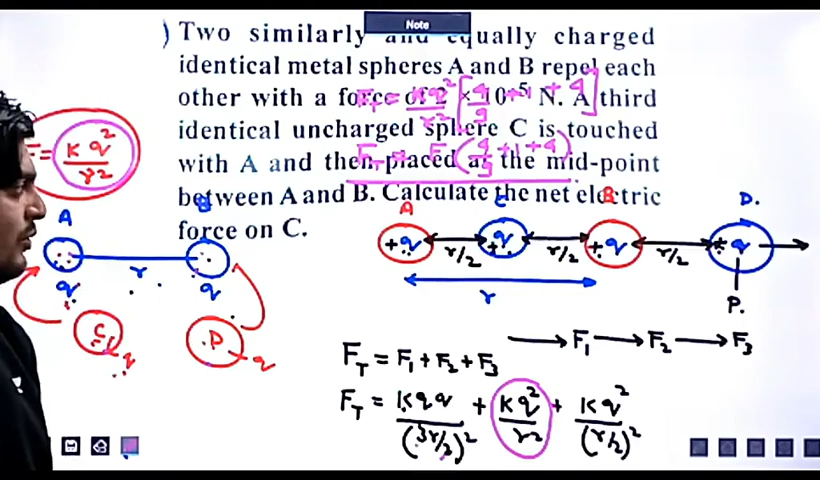 Note
) Two similarly and equally charged
identical metal spheres A and B repel each
other with a force of 2 × 10⁻⁵ N. A third
identical uncharged sphere C is touched
with A and then placed at the mid-point
between A and B. Calculate the net electric
force on C.
F = Kq² / r²
A B
r
q q
C D
q q
A C B D.
+q q +q q
r/2 r/2 r/2
r
P.
→ F₁ → F₂ → F₃
F_T = F₁ + F₂ + F₃
F_T = Kqq / (3r/2)² + Kq² / r² + Kq² / (r/2)²